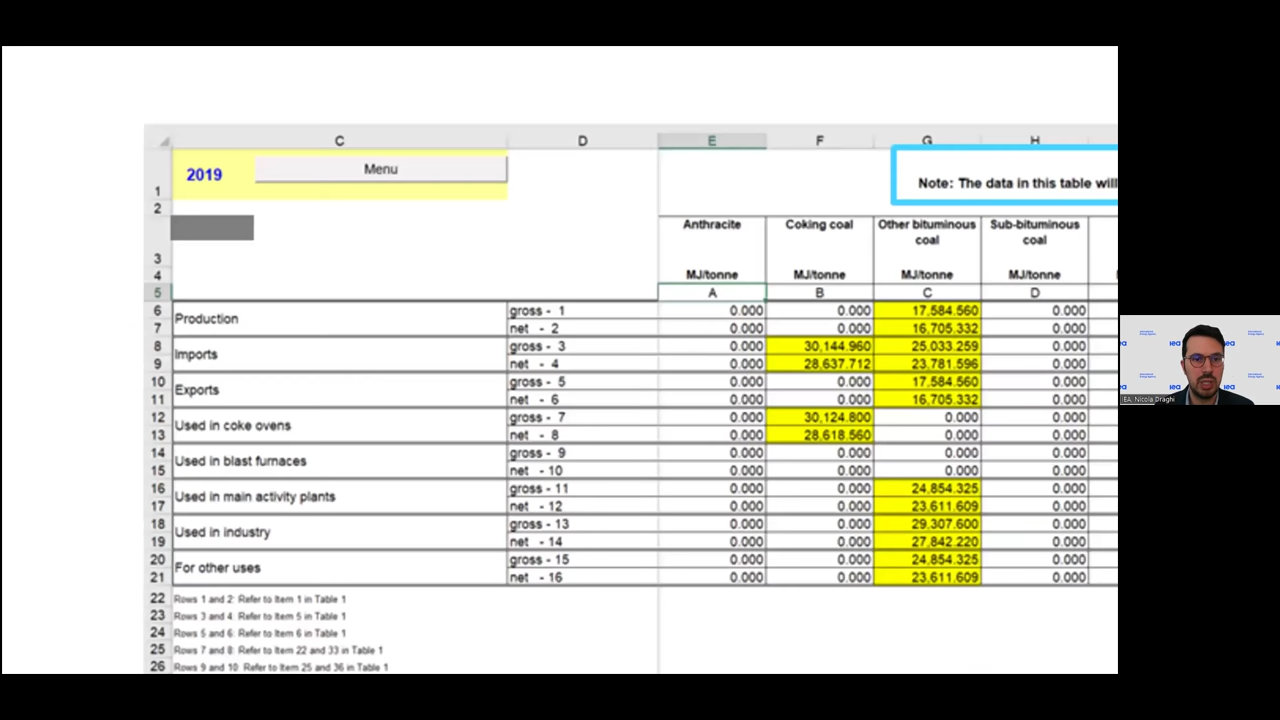 C D E F G H
2019 Menu
1 Note: The data in this table will
2
Anthracite Coking coal Other bituminous coal Sub-bituminous coal
3
4 MJ/tonne MJ/tonne MJ/tonne MJ/tonne
5 A B C D
6 Production gross - 1 0.000 0.000 17,584.560 0.000
7 net - 2 0.000 0.000 16,705.332 0.000
8 Imports gross - 3 0.000 30,144.960 25,033.259 0.000
9 net - 4 0.000 28,637.712 23,781.596 0.000
10 Exports gross - 5 0.000 0.000 17,584.560 0.000
11 net - 6 0.000 0.000 16,705.332 0.000
12 Used in coke ovens gross - 7 0.000 30,124.800 0.000 0.000
13 net - 8 0.000 28,618.560 0.000 0.000
14 Used in blast furnaces gross - 9 0.000 0.000 0.000 0.000
15 net - 10 0.000 0.000 0.000 0.000
16 Used in main activity plants gross - 11 0.000 0.000 24,854.325 0.000
17 net - 12 0.000 0.000 23,611.609 0.000
18 Used in industry gross - 13 0.000 0.000 29,307.600 0.000
19 net - 14 0.000 0.000 27,842.220 0.000
20 For other uses gross - 15 0.000 0.000 24,854.325 0.000
21 net - 16 0.000 0.000 23,611.609 0.000
22 Rows 1 and 2: Refer to Item 1 in Table 1
23 Rows 3 and 4: Refer to Item 5 in Table 1
24 Rows 5 and 6: Refer to Item 6 in Table 1
25 Rows 7 and 8: Refer to Item 22 and 33 in Table 1
26 Rows 9 and 10: Refer to Item 25 and 36 in Table 1
iea
IEA: Nicola Draghi